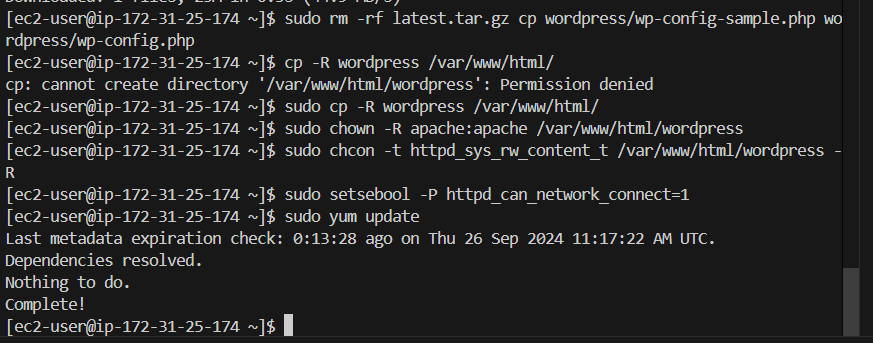 [ec2-user@ip-172-31-25-174 ~]$ sudo rm -rf latest.tar.gz cp wordpress/wp-config-sample.php wo
rdpress/wp-config.php
[ec2-user@ip-172-31-25-174 ~]$ cp -R wordpress /var/www/html/
cp: cannot create directory '/var/www/html/wordpress': Permission denied
[ec2-user@ip-172-31-25-174 ~]$ sudo cp -R wordpress /var/www/html/
[ec2-user@ip-172-31-25-174 ~]$ sudo chown -R apache:apache /var/www/html/wordpress
[ec2-user@ip-172-31-25-174 ~]$ sudo chcon -t httpd_sys_rw_content_t /var/www/html/wordpress -
R
[ec2-user@ip-172-31-25-174 ~]$ sudo setsebool -P httpd_can_network_connect=1
[ec2-user@ip-172-31-25-174 ~]$ sudo yum update
Last metadata expiration check: 0:13:28 ago on Thu 26 Sep 2024 11:17:22 AM UTC.
Dependencies resolved.
Nothing to do.
Complete!
[ec2-user@ip-172-31-25-174 ~]$